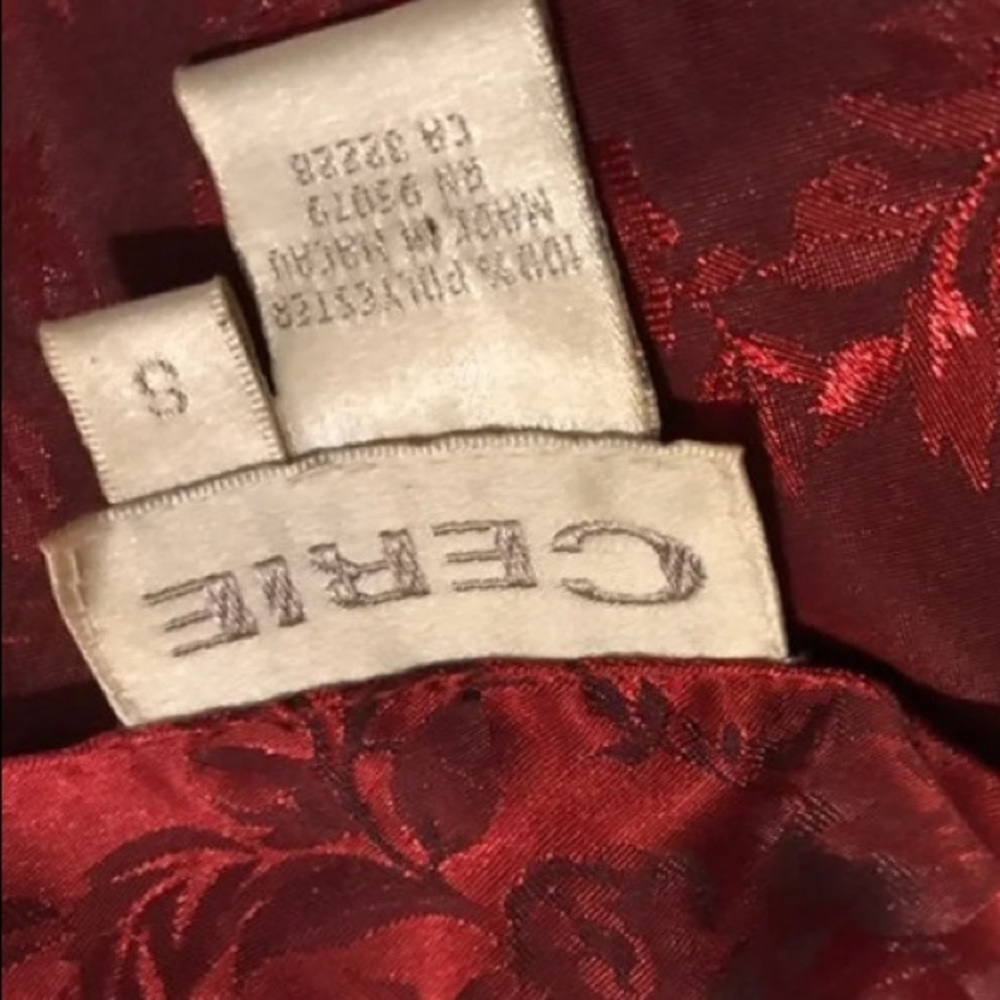 CERIE
S
100% POLYESTER
MADE IN MACAU
RN 93079
CA 32228